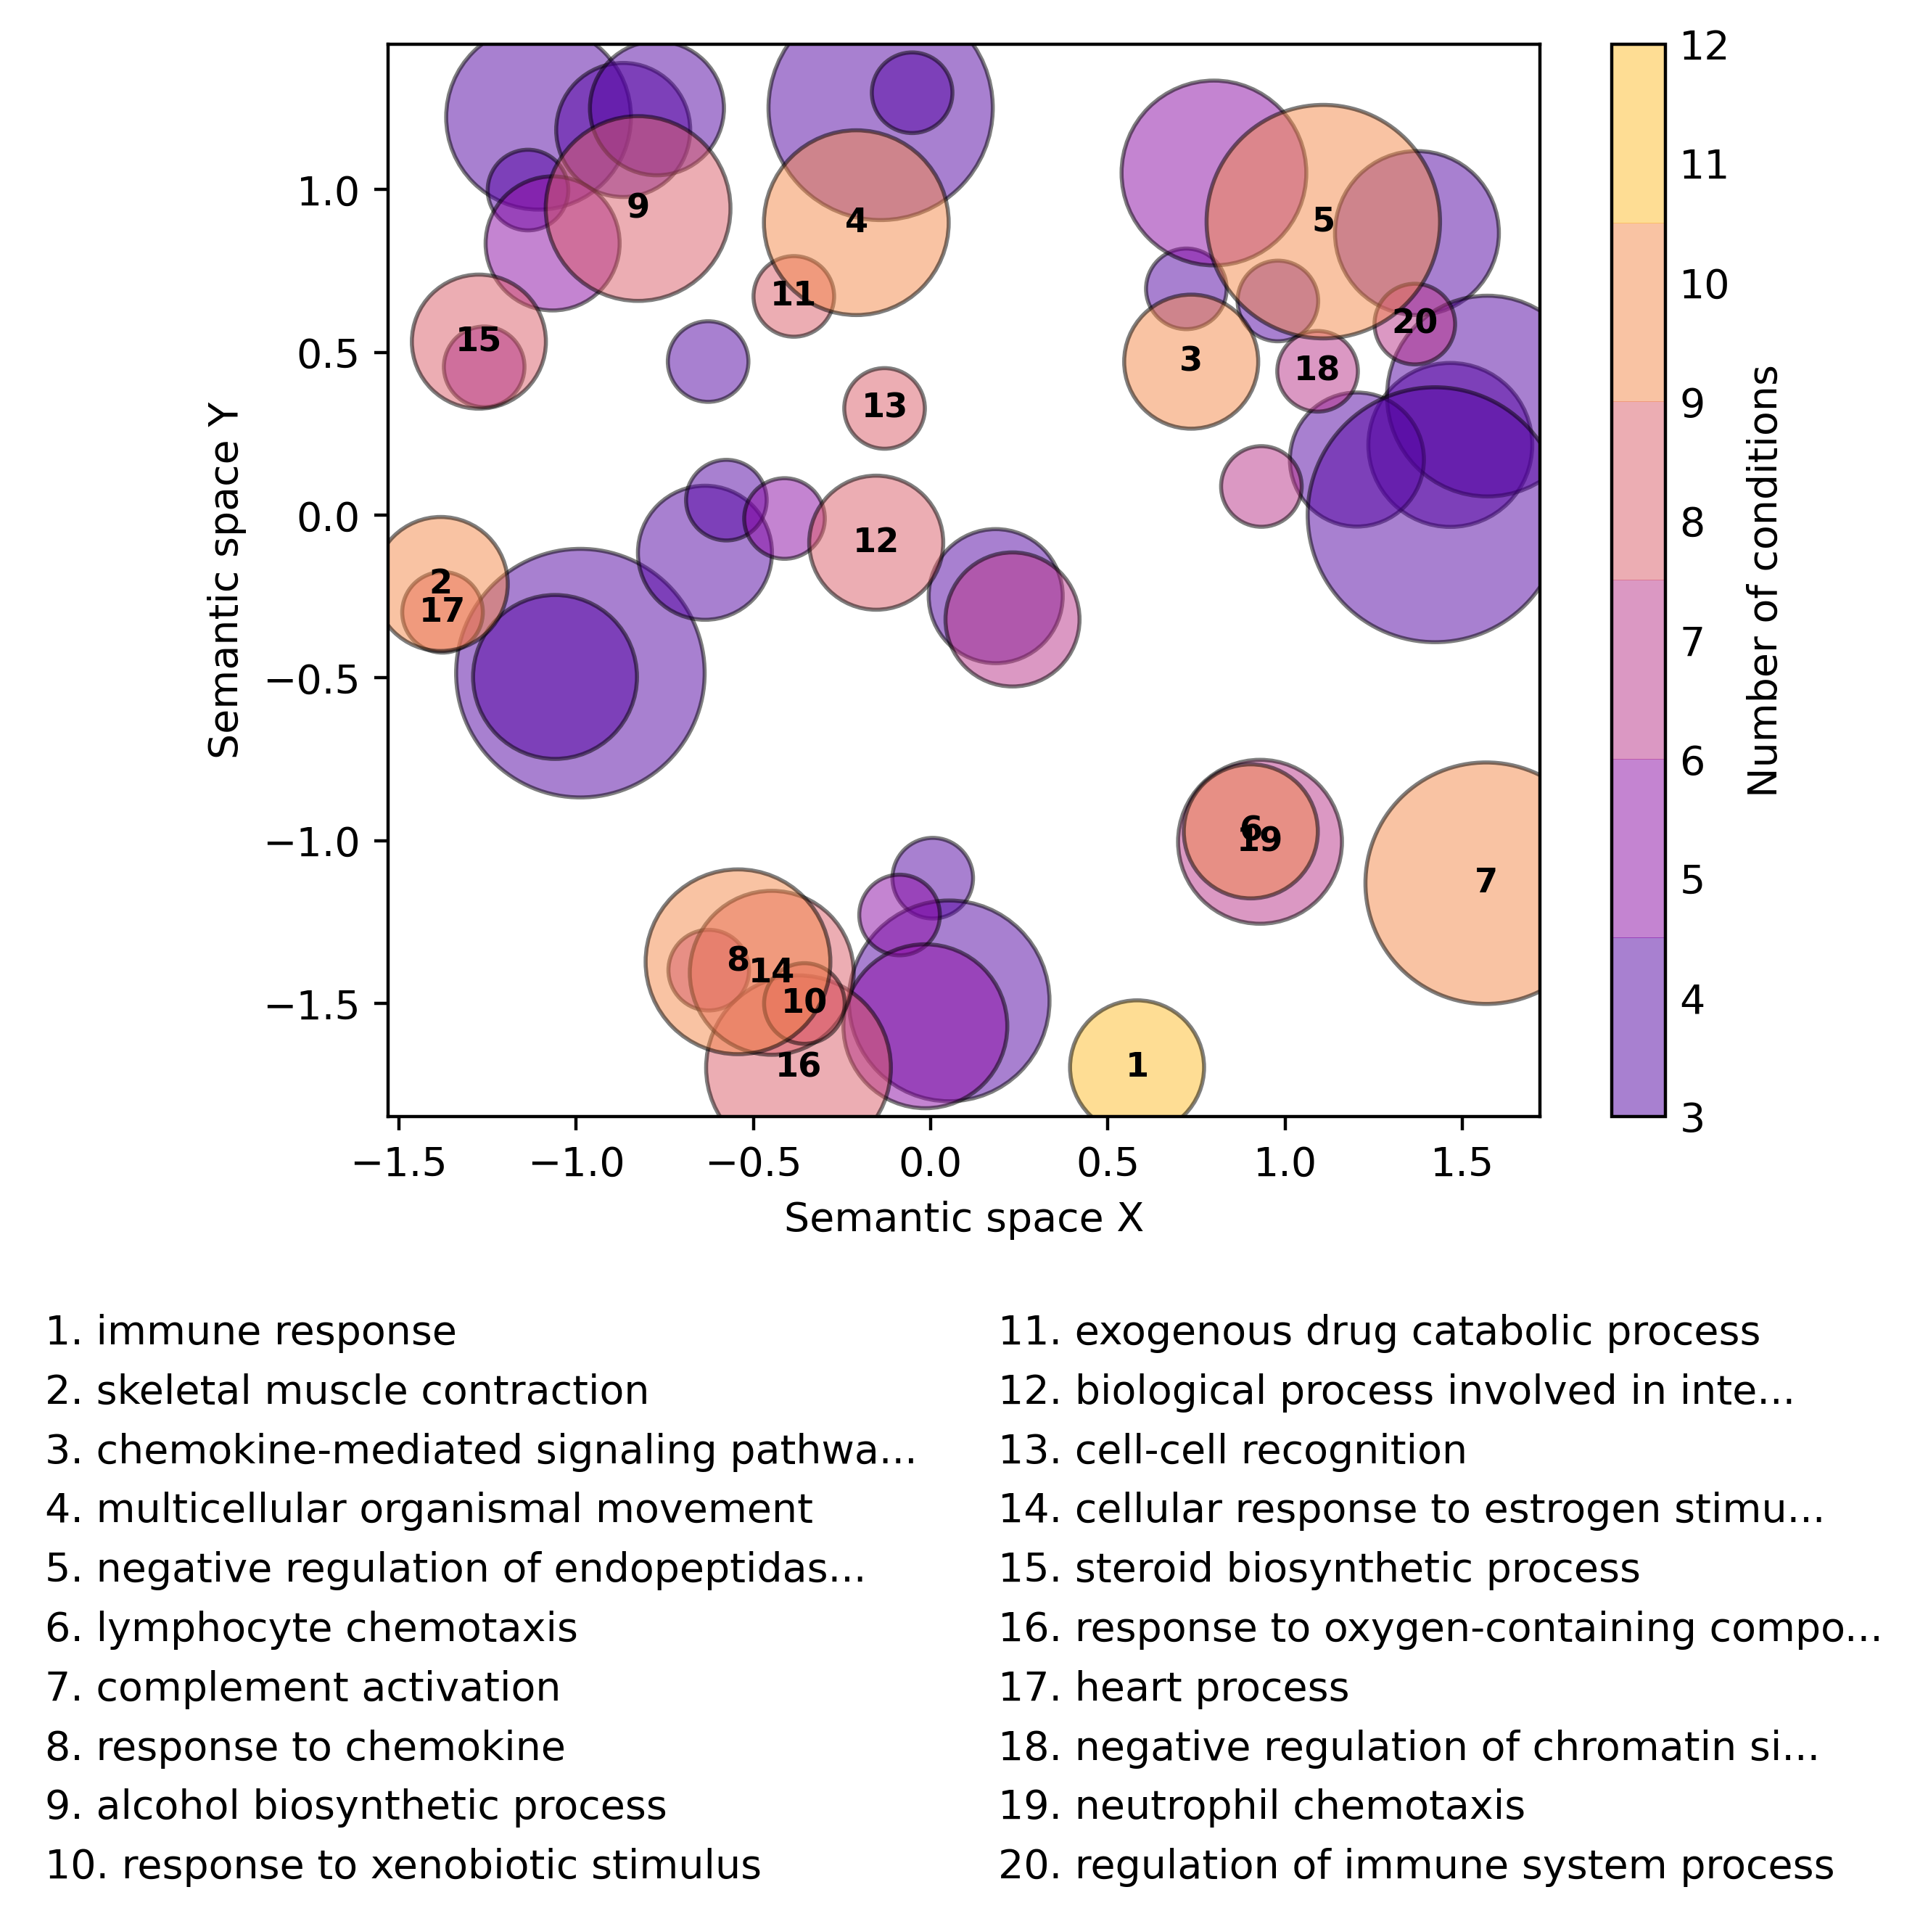 12
11
10
9
8
7
6
5
4
3
Number of conditions
1.0
0.5
0.0
−0.5
−1.0
−1.5
Semantic space Y
9
4
5
11
20
15
3
18
13
12
2
17
6
19
7
8
14
10
16
1
−1.5
−1.0
−0.5
0.0
0.5
1.0
1.5
Semantic space X
1. immune response
2. skeletal muscle contraction
3. chemokine-mediated signaling pathwa...
4. multicellular organismal movement
5. negative regulation of endopeptidas...
6. lymphocyte chemotaxis
7. complement activation
8. response to chemokine
9. alcohol biosynthetic process
10. response to xenobiotic stimulus
11. exogenous drug catabolic process
12. biological process involved in inte...
13. cell-cell recognition
14. cellular response to estrogen stimu...
15. steroid biosynthetic process
16. response to oxygen-containing compo...
17. heart process
18. negative regulation of chromatin si...
19. neutrophil chemotaxis
20. regulation of immune system process